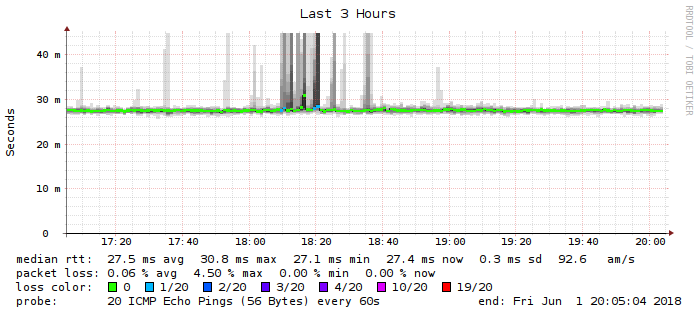 Last 3 Hours
RRDTOOL / TOBI OETIKER
Seconds
40 m
30 m
20 m
10 m
0
17:20 17:40 18:00 18:20 18:40 19:00 19:20 19:40 20:00
median rtt: 27.5 ms avg 30.8 ms max 27.1 ms min 27.4 ms now 0.3 ms sd 92.6 am/s
packet loss: 0.06 % avg 4.50 % max 0.00 % min 0.00 % now
loss color: 0 1/20 2/20 3/20 4/20 10/20 19/20
probe: 20 ICMP Echo Pings (56 Bytes) every 60s end: Fri Jun 1 20:05:04 2018